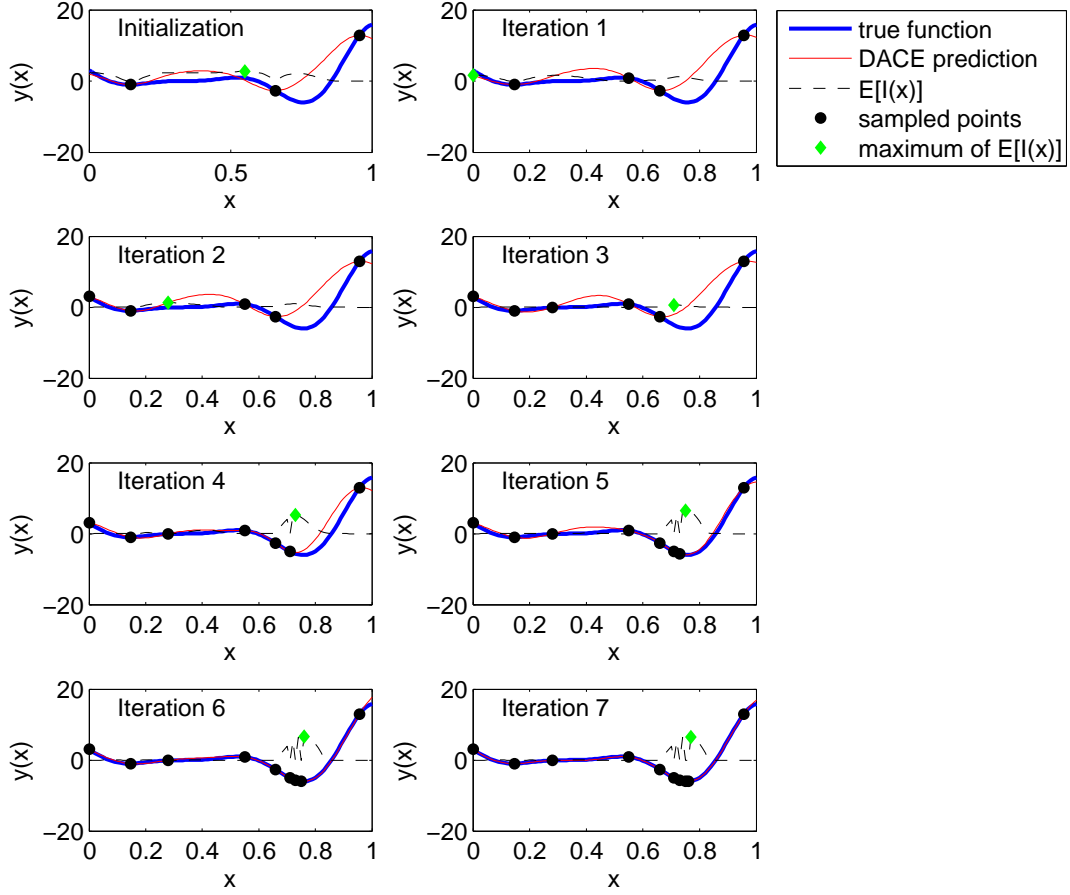 Initialization
20
0
−20
y(x)
0
0.5
1
x
Iteration 1
20
0
−20
y(x)
0
0.2
0.4
0.6
0.8
1
x
true function
DACE prediction
E[I(x)]
sampled points
maximum of E[I(x)]
Iteration 2
20
0
−20
y(x)
0
0.2
0.4
0.6
0.8
1
x
Iteration 3
20
0
−20
y(x)
0
0.2
0.4
0.6
0.8
1
x
Iteration 4
20
0
−20
y(x)
0
0.2
0.4
0.6
0.8
1
x
Iteration 5
20
0
−20
y(x)
0
0.2
0.4
0.6
0.8
1
x
Iteration 6
20
0
−20
y(x)
0
0.2
0.4
0.6
0.8
1
x
Iteration 7
20
0
−20
y(x)
0
0.2
0.4
0.6
0.8
1
x